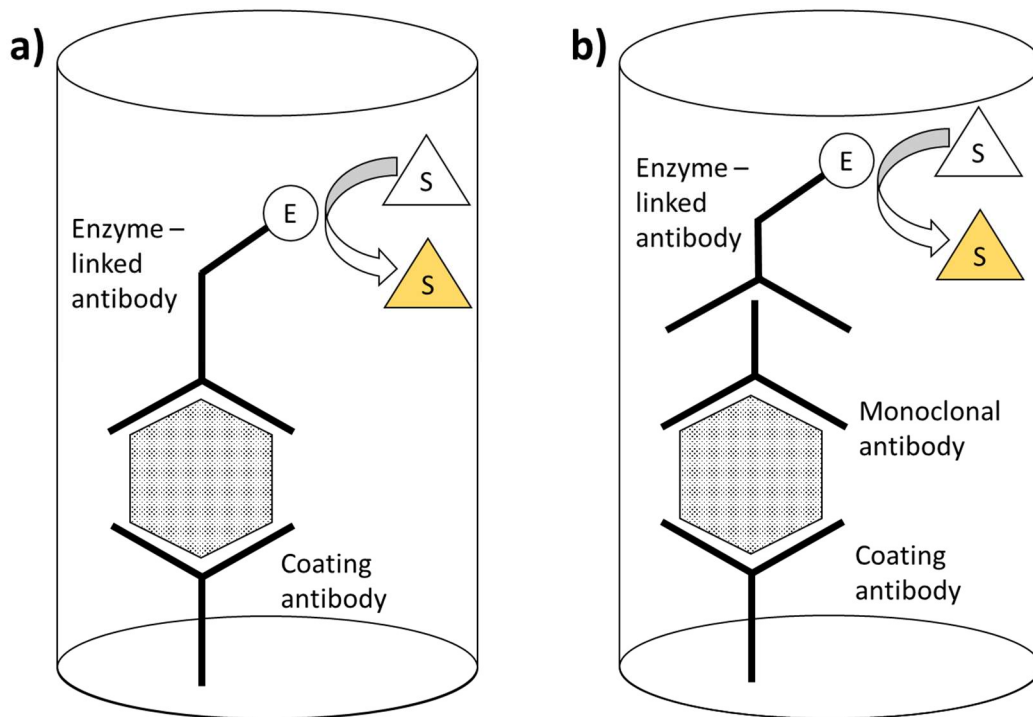 a)
E
S
S
Enzyme –
linked
antibody
Coating
antibody
b)
E
S
S
Enzyme –
linked
antibody
Monoclonal
antibody
Coating
antibody